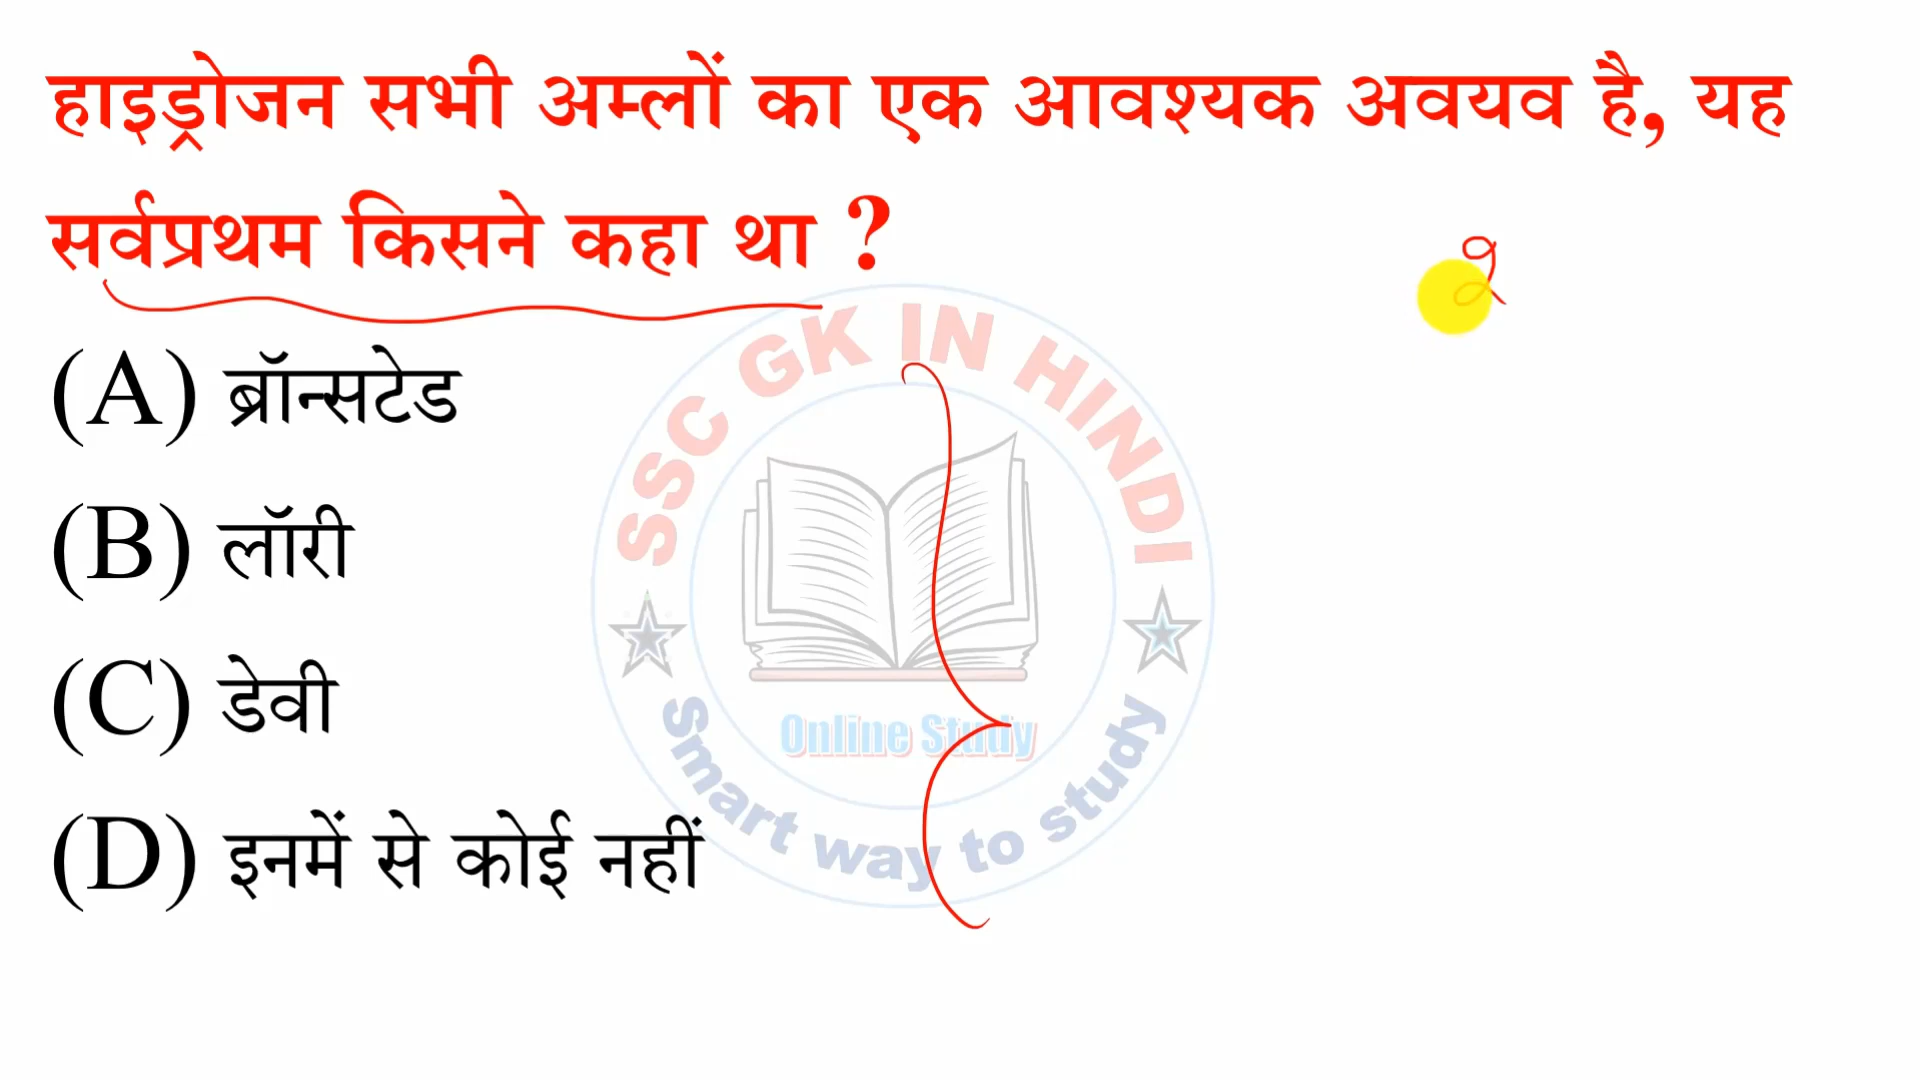 हाइड्रोजन सभी अम्लों का एक आवश्यक अवयव है, यह
सर्वप्रथम किसने कहा था ?
2
SSC GK IN HINDI
(A) ब्रॉन्सटेड
(B) लॉरी
(C) डेवी
Online Study
(D) इनमें से कोई नहीं
Smart way to study